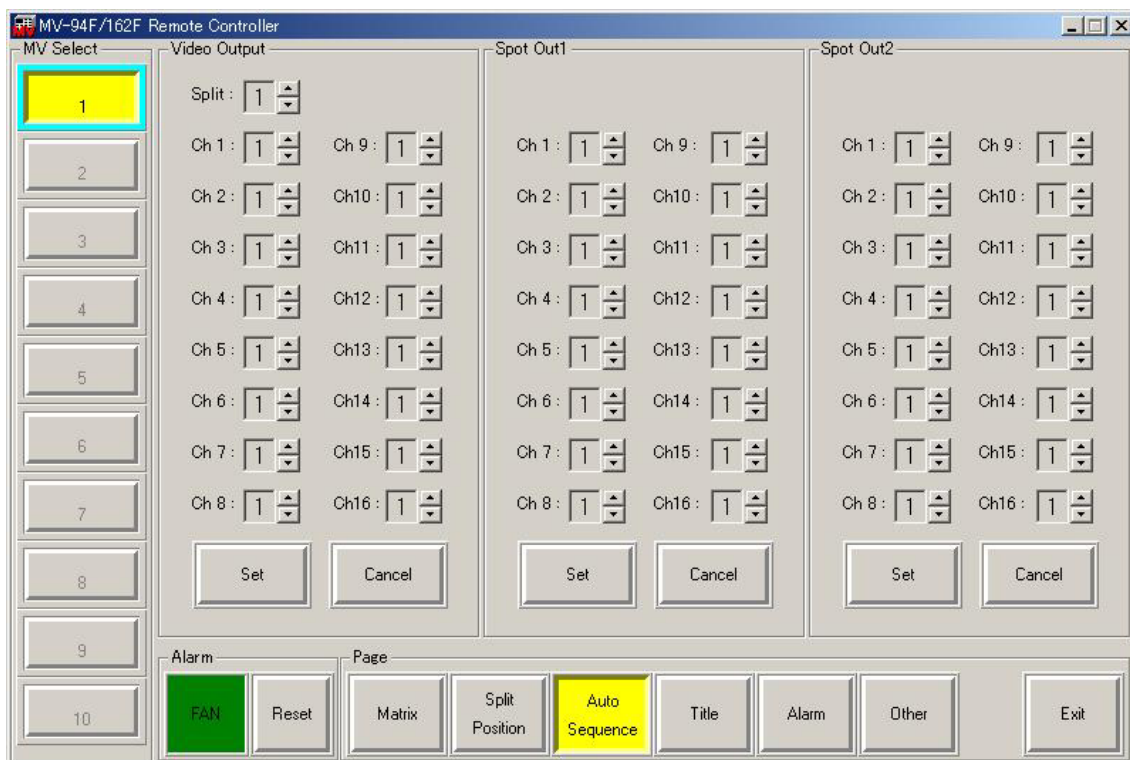 MV-94F/162F Remote Controller
MV Select
1
2
3
4
5
6
7
8
9
10
Video Output
Split : 1
Ch 1 : 1 Ch 9 : 1
Ch 2 : 1 Ch10 : 1
Ch 3 : 1 Ch11 : 1
Ch 4 : 1 Ch12 : 1
Ch 5 : 1 Ch13 : 1
Ch 6 : 1 Ch14 : 1
Ch 7 : 1 Ch15 : 1
Ch 8 : 1 Ch16 : 1
Set Cancel
Spot Out1
Ch 1 : 1 Ch 9 : 1
Ch 2 : 1 Ch10 : 1
Ch 3 : 1 Ch11 : 1
Ch 4 : 1 Ch12 : 1
Ch 5 : 1 Ch13 : 1
Ch 6 : 1 Ch14 : 1
Ch 7 : 1 Ch15 : 1
Ch 8 : 1 Ch16 : 1
Set Cancel
Spot Out2
Ch 1 : 1 Ch 9 : 1
Ch 2 : 1 Ch10 : 1
Ch 3 : 1 Ch11 : 1
Ch 4 : 1 Ch12 : 1
Ch 5 : 1 Ch13 : 1
Ch 6 : 1 Ch14 : 1
Ch 7 : 1 Ch15 : 1
Ch 8 : 1 Ch16 : 1
Set Cancel
Alarm
FAN
Reset
Page
Matrix
Split
Position
Auto
Sequence
Title
Alarm
Other
Exit